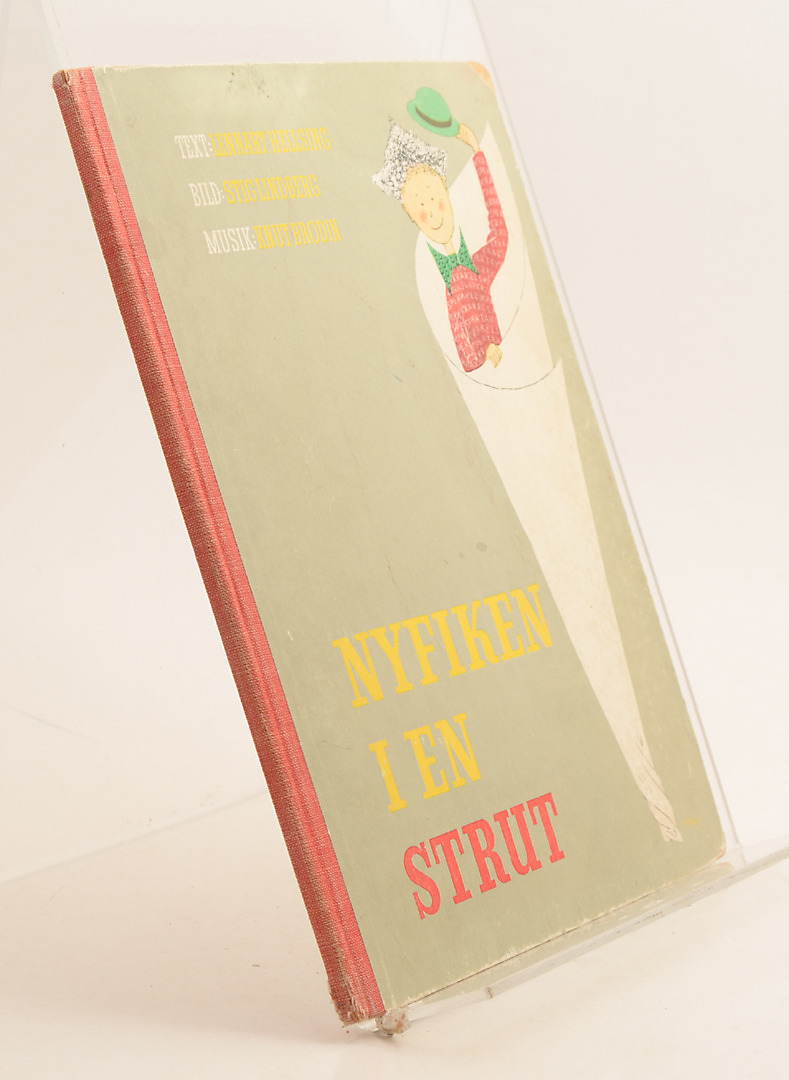 TEXT: LENNART HELLSING
BILD: STIG LINDBERG
MUSIK: KNUT BRODIN
NYFIKEN
I EN
STRUT